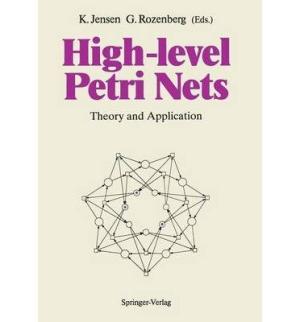 K. Jensen G. Rozenberg (Eds.)
High-level
Petri Nets
Theory and Application
Springer-Verlag